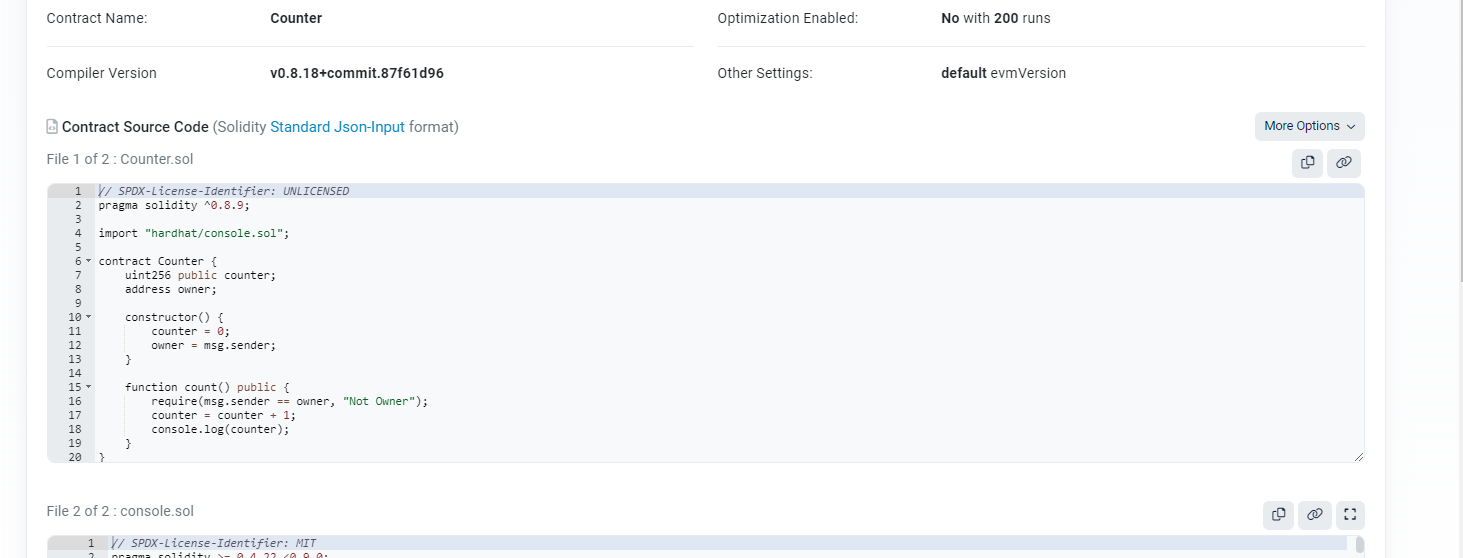 Contract Name: Counter Optimization Enabled: No with 200 runs
Compiler Version v0.8.18+commit.87f61d96 Other Settings: default evmVersion
Contract Source Code (Solidity Standard Json-Input format) More Options
File 1 of 2 : Counter.sol
1 // SPDX-License-Identifier: UNLICENSED
2 pragma solidity ^0.8.9;
3
4 import "hardhat/console.sol";
5
6 contract Counter {
7     uint256 public counter;
8     address owner;
9
10     constructor() {
11         counter = 0;
12         owner = msg.sender;
13     }
14
15     function count() public {
16         require(msg.sender == owner, "Not Owner");
17         counter = counter + 1;
18         console.log(counter);
19     }
20 }
File 2 of 2 : console.sol
1 // SPDX-License-Identifier: MIT
2 pragma solidity >= 0.4.22 <0.9.0;